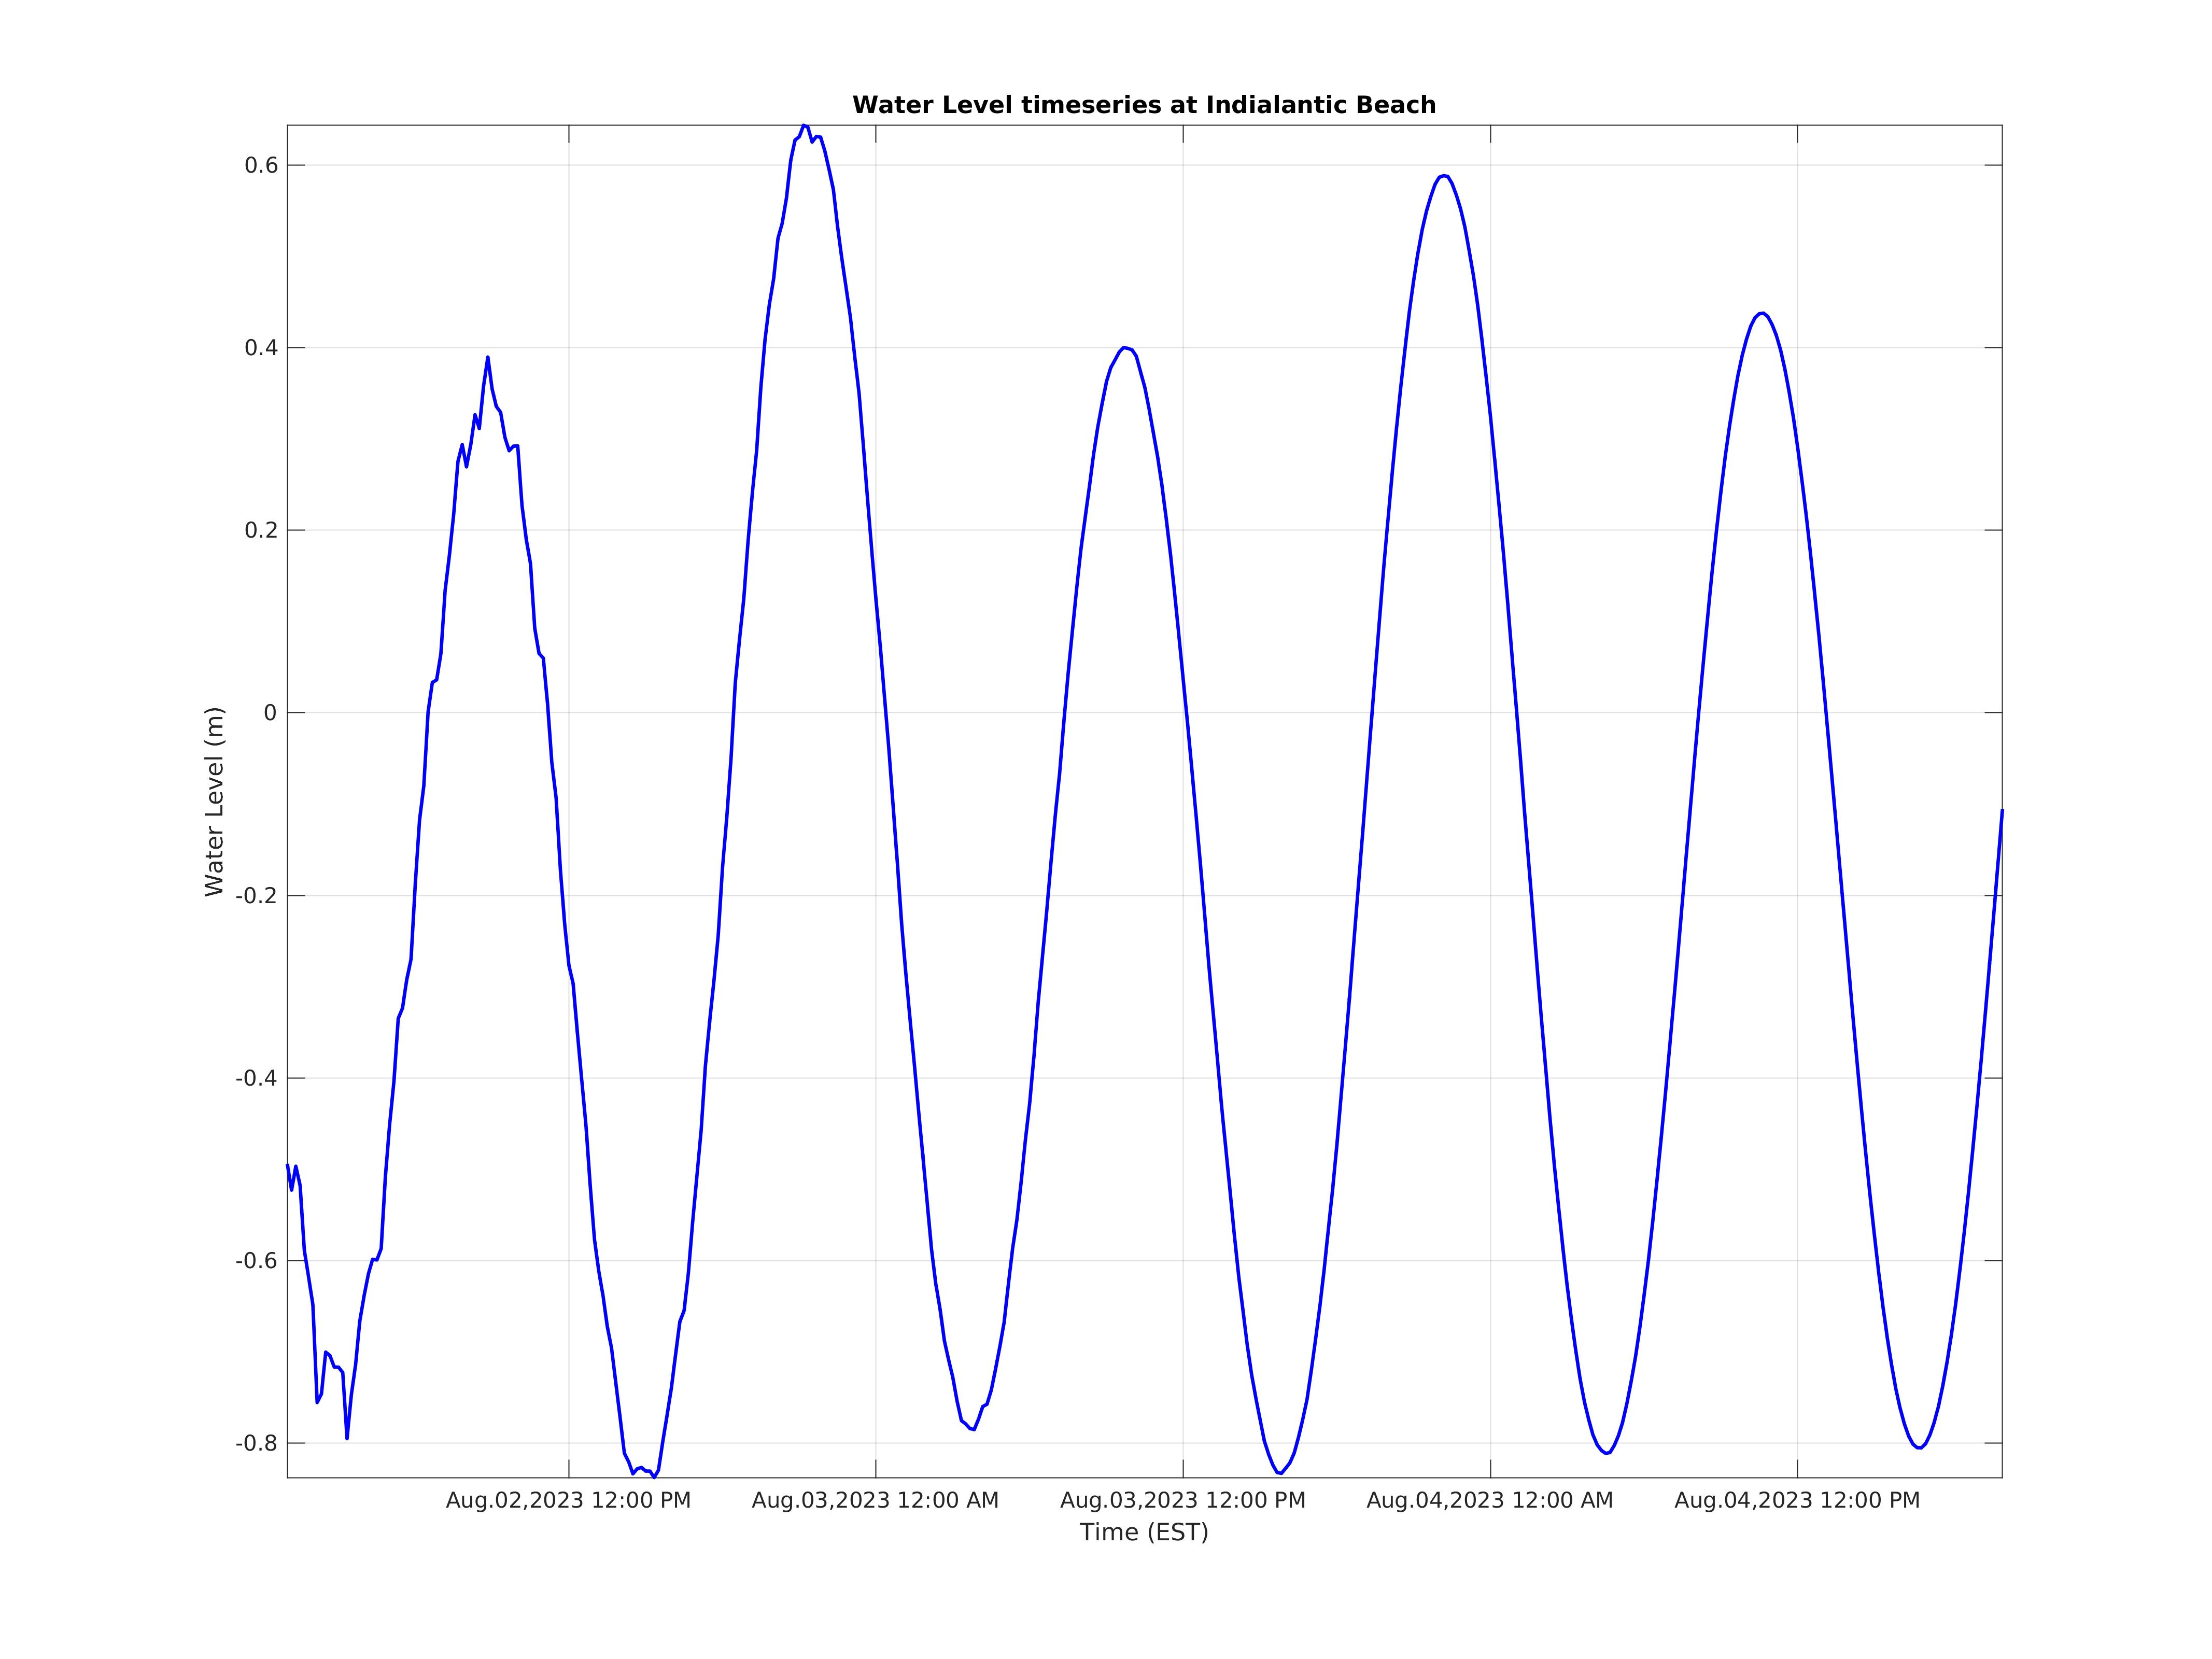 Water Level timeseries at Indialantic Beach
0.6
0.4
0.2
0
-0.2
-0.4
-0.6
-0.8
Water Level (m)
Aug.02,2023 12:00 PM
Aug.03,2023 12:00 AM
Aug.03,2023 12:00 PM
Aug.04,2023 12:00 AM
Aug.04,2023 12:00 PM
Time (EST)